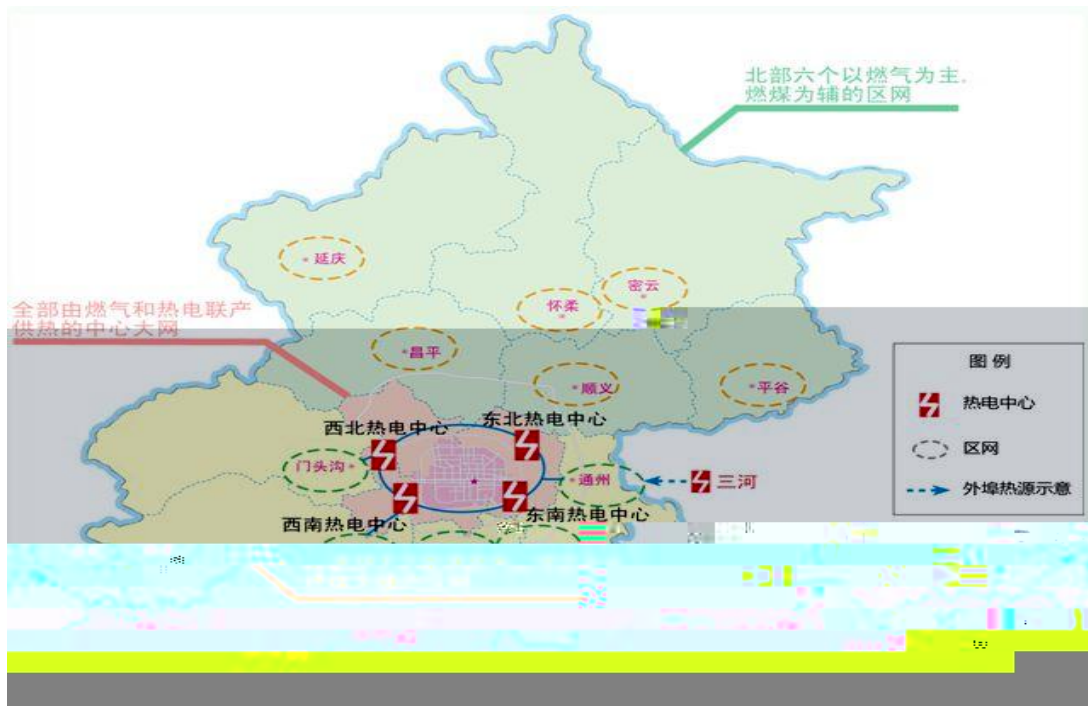 北部六个以燃气为主.
燃煤为辅的区网
延庆
密云
怀柔
全部由燃气和热电联产
供热的中心大网
昌平
顺义
平谷
图例
热电中心
区网
外埠热源示意
西北热电中心
东北热电中心
门头沟
通州
三河
西南热电中心
东南热电中心